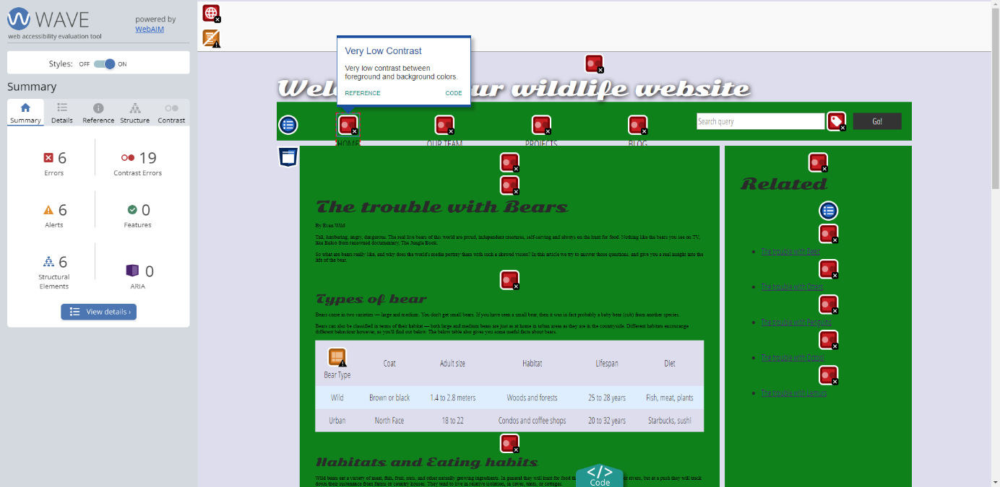 WAVE
web accessibility evaluation tool
powered by
WebAIM
Styles: OFF ON
Summary
Summary Details Reference Structure Contrast
6
Errors
19
Contrast Errors
6
Alerts
0
Features
6
Structural
Elements
0
ARIA
View details ›
Very Low Contrast
Very low contrast between
foreground and background colors.
REFERENCE CODE
wildlife website
HOME OUR TEAM PROJECTS BLOG
Search query Go!
The trouble with Bears
By Evan Wild
Tall, lumbering, angry, dangerous. The real live bears of this world are proud, independent creatures, self-serving and always on the hunt for food. Nothing like the bears you see on TV,
like Baloo from renowned documentary, The Jungle Book.
So what are bears really like, and why does the world's media portray them with such a skewed vision? In this article we try to answer those questions, and give you a real insight into the
life of the bear.
Types of bear
Bears come in two varieties — large and medium. You don't get small bears. If you have seen a small bear, then it was in fact probably a baby bear (cub) from another species.
Bears can also be classified in terms of their habitat — both large and medium bears are just as at home in urban areas as they are in the countryside. Different habitats encourange
different behaviour however, as you'll find out below. The below table also gives you some useful facts about bears.
Bear Type Coat Adult size Habitat Lifespan Diet
Wild Brown or black 1.4 to 2.8 meters Woods and forests 25 to 28 years Fish, meat, plants
Urban North Face 18 to 22 Condos and coffee shops 20 to 32 years Starbucks, sushi
Habitats and Eating habits
Wild bears eat a variety of meat, fish, fruit, nuts, and other naturally growing ingredients. In general they will hunt for food or rivers, but at a push they will track
down their sustenance from farms or country houses. They tend to live in relative isolation, in caves, tents, or cottages.
Related
The trouble with Bees
The trouble with Otters
The trouble with Penguins
The trouble with Octopi
The trouble with Lemurs
</> 
Code